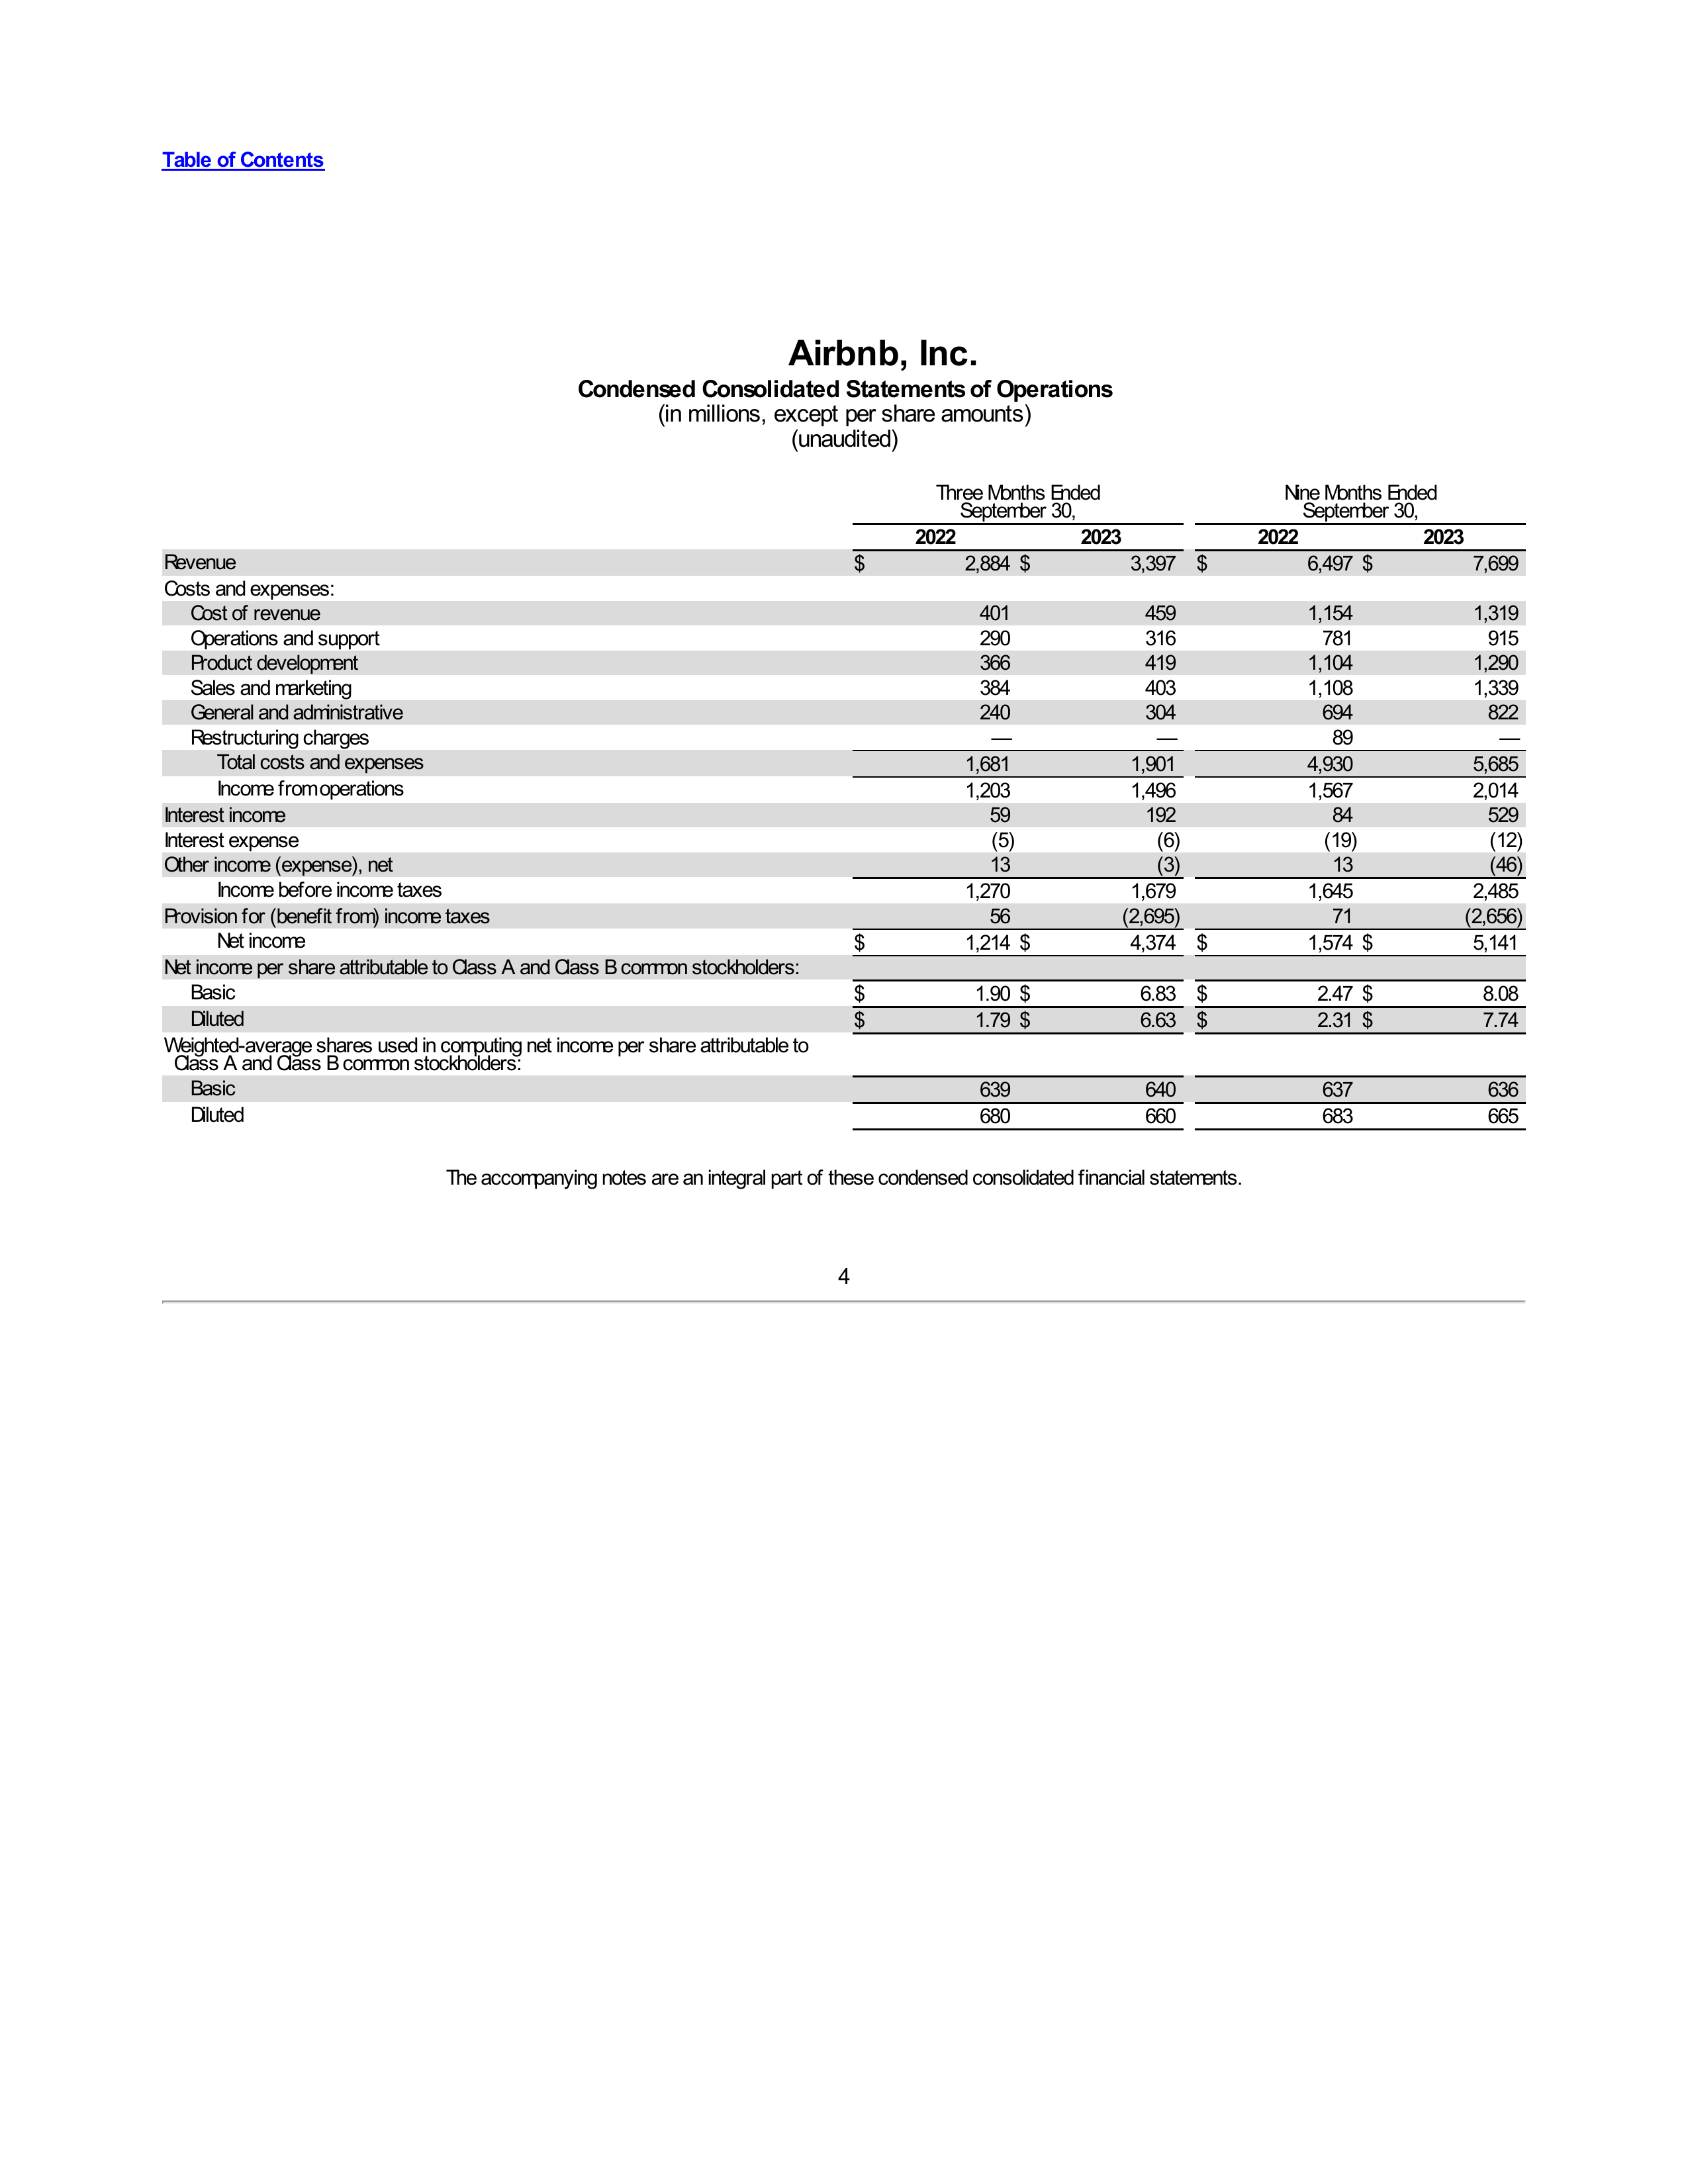 Table of Contents
Airbnb, Inc.
Condensed Consolidated Statements of Operations
(in millions, except per share amounts)
(unaudited)
Three Months Ended September 30, Nine Months Ended September 30,
2022 2023 2022 2023
Revenue $ 2,884 $ 3,397 $ 6,497 $ 7,699
Costs and expenses:
Cost of revenue 401 459 1,154 1,319
Operations and support 290 316 781 915
Product development 366 419 1,104 1,290
Sales and marketing 384 403 1,108 1,339
General and administrative 240 304 694 822
Restructuring charges — — 89 —
Total costs and expenses 1,681 1,901 4,930 5,685
Income from operations 1,203 1,496 1,567 2,014
Interest income 59 192 84 529
Interest expense (5) (6) (19) (12)
Other income (expense), net 13 (3) 13 (46)
Income before income taxes 1,270 1,679 1,645 2,485
Provision for (benefit from) income taxes 56 (2,695) 71 (2,656)
Net income $ 1,214 $ 4,374 $ 1,574 $ 5,141
Net income per share attributable to Class A and Class B common stockholders:
Basic $ 1.90 $ 6.83 $ 2.47 $ 8.08
Diluted $ 1.79 $ 6.63 $ 2.31 $ 7.74
Weighted-average shares used in computing net income per share attributable to
Class A and Class B common stockholders:
Basic 639 640 637 636
Diluted 680 660 683 665
The accompanying notes are an integral part of these condensed consolidated financial statements.
4